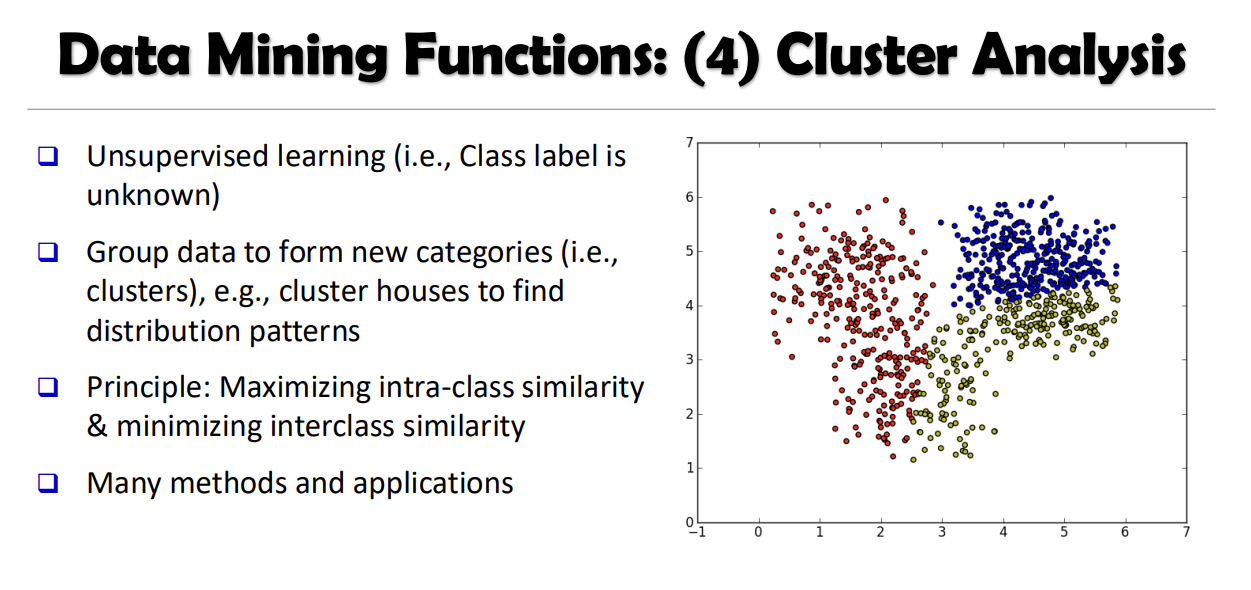 Data Mining Functions: (4) Cluster Analysis
❑ Unsupervised learning (i.e., Class label is
unknown)
❑ Group data to form new categories (i.e.,
clusters), e.g., cluster houses to find
distribution patterns
❑ Principle: Maximizing intra-class similarity
& minimizing interclass similarity
❑ Many methods and applications
7
6
5
4
3
2
1
0
−1 0 1 2 3 4 5 6 7